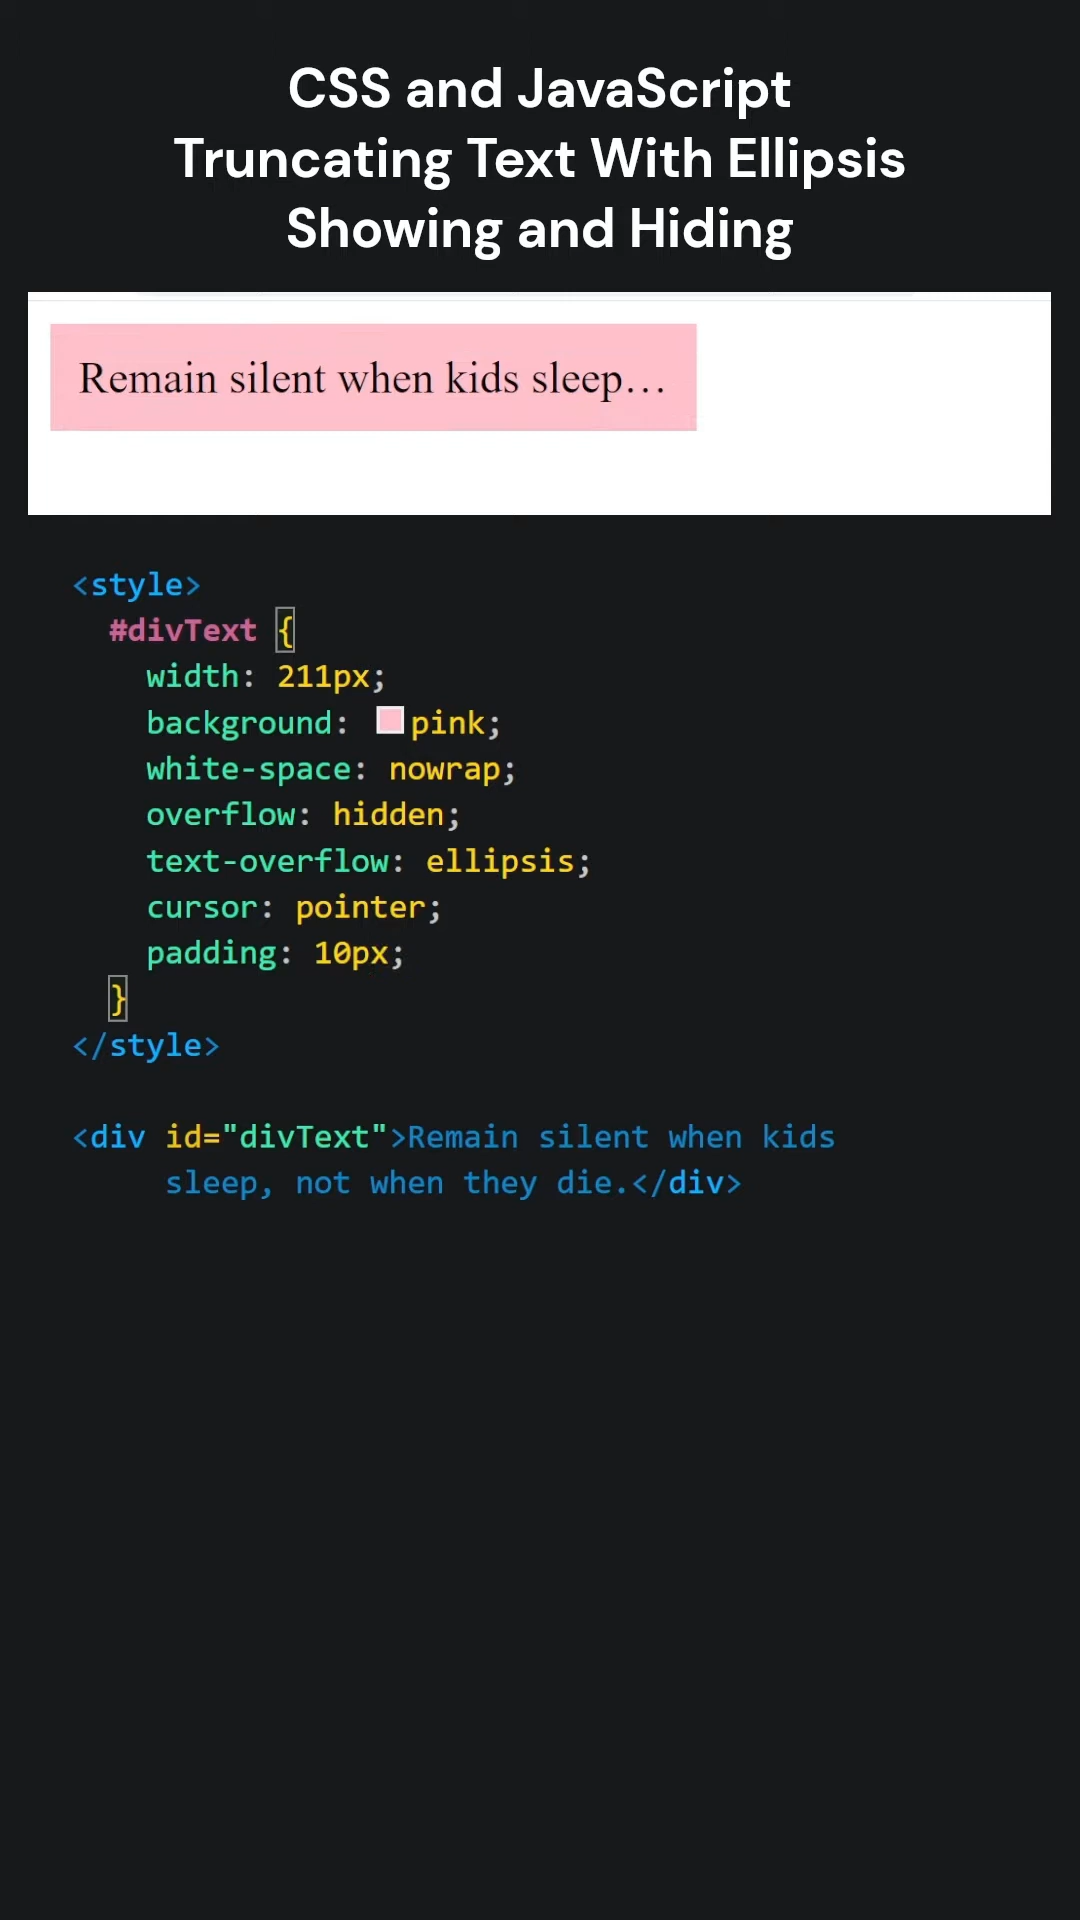 CSS and JavaScript
Truncating Text With Ellipsis
Showing and Hiding
Remain silent when kids sleep…
<style>
#divText {
width: 211px;
background: pink;
white-space: nowrap;
overflow: hidden;
text-overflow: ellipsis;
cursor: pointer;
padding: 10px;
}
</style>
<div id="divText">Remain silent when kids
sleep, not when they die.</div>